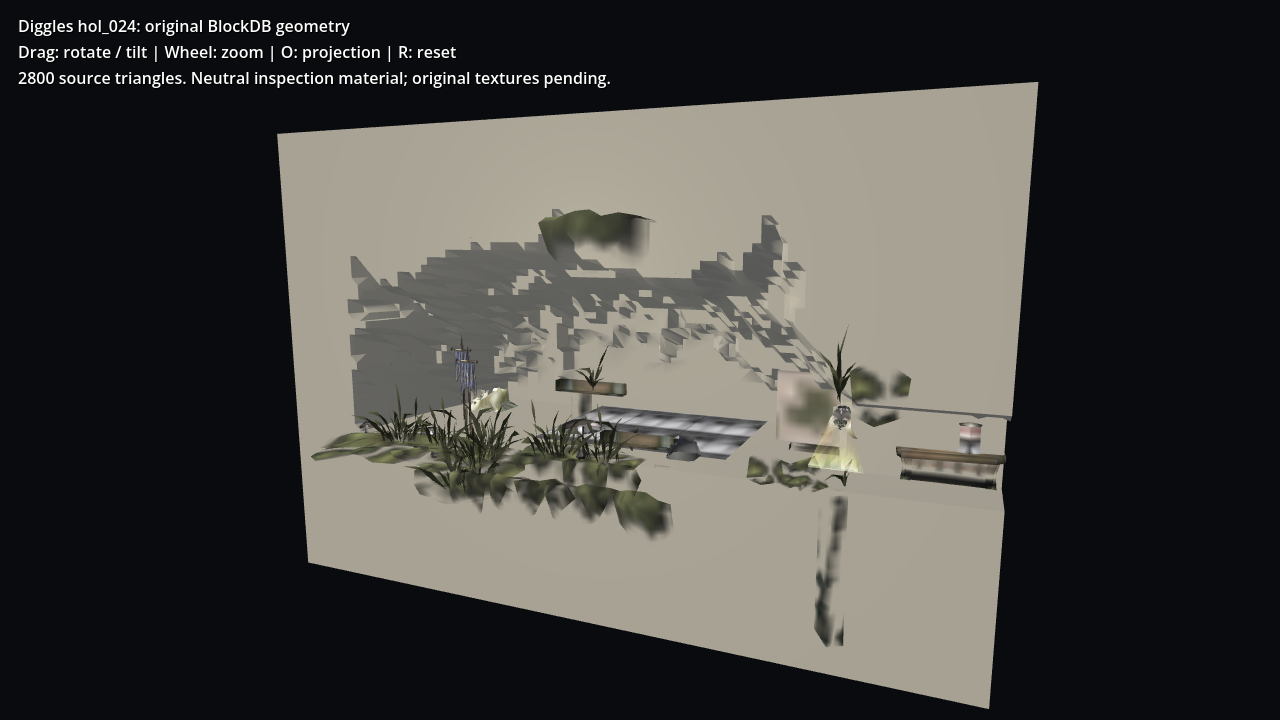 Diggles hol_024: original BlockDB geometry
Drag: rotate / tilt | Wheel: zoom | O: projection | R: reset
2800 source triangles. Neutral inspection material; original textures pending.